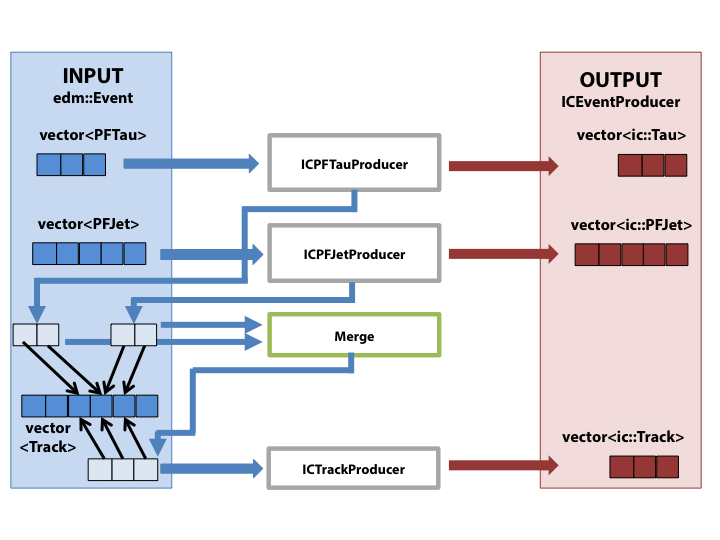 INPUT
edm::Event
vector<PFTau>
vector<PFJet>
vector
<Track>
ICPFTauProducer
ICPFJetProducer
Merge
ICTrackProducer
OUTPUT
ICEventProducer
vector<ic::Tau>
vector<ic::PFJet>
vector<ic::Track>